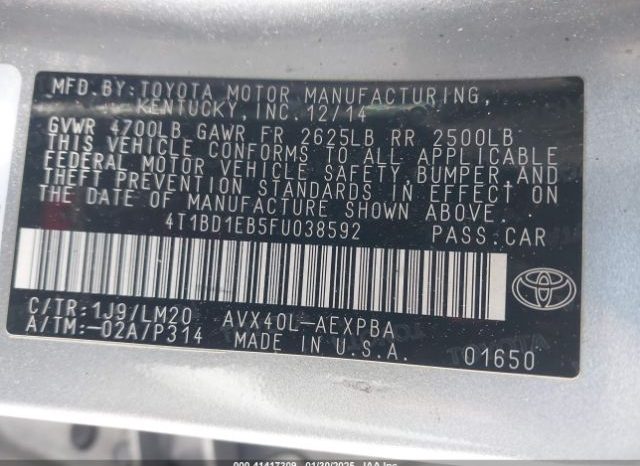 MFD.BY:TOYOTA MOTOR MANUFACTURING,
KENTUCKY, INC. 12/14
GVWR 4700LB GAWR FR 2625LB RR 2500LB
THIS VEHICLE CONFORMS TO ALL APPLICABLE
FEDERAL MOTOR VEHICLE SAFETY, BUMPER AND
THEFT PREVENTION STANDARDS IN EFFECT ON
THE DATE OF MANUFACTURE SHOWN ABOVE.
4T1BD1EB5FU038592 PASS.CAR
C/TR:1J9/LM20 AVX40L-AEXPBA
A/TM:-02A/P314 MADE IN U.S.A. 01650